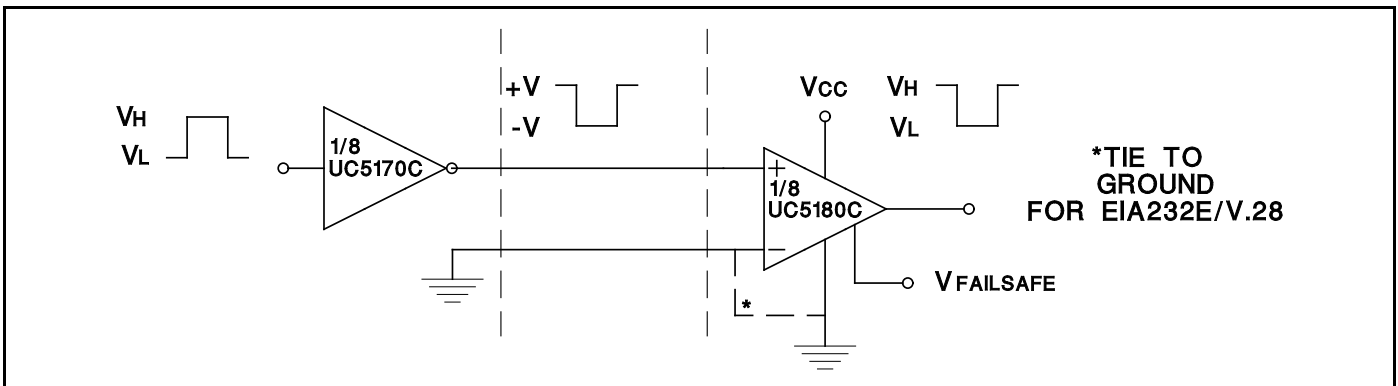 VH
VL
1/8
UC5170C
+V
-V
VCC
VH
VL
+
1/8
UC5180C
−
*
VFAILSAFE
*TIE TO
GROUND
FOR EIA232E/V.28